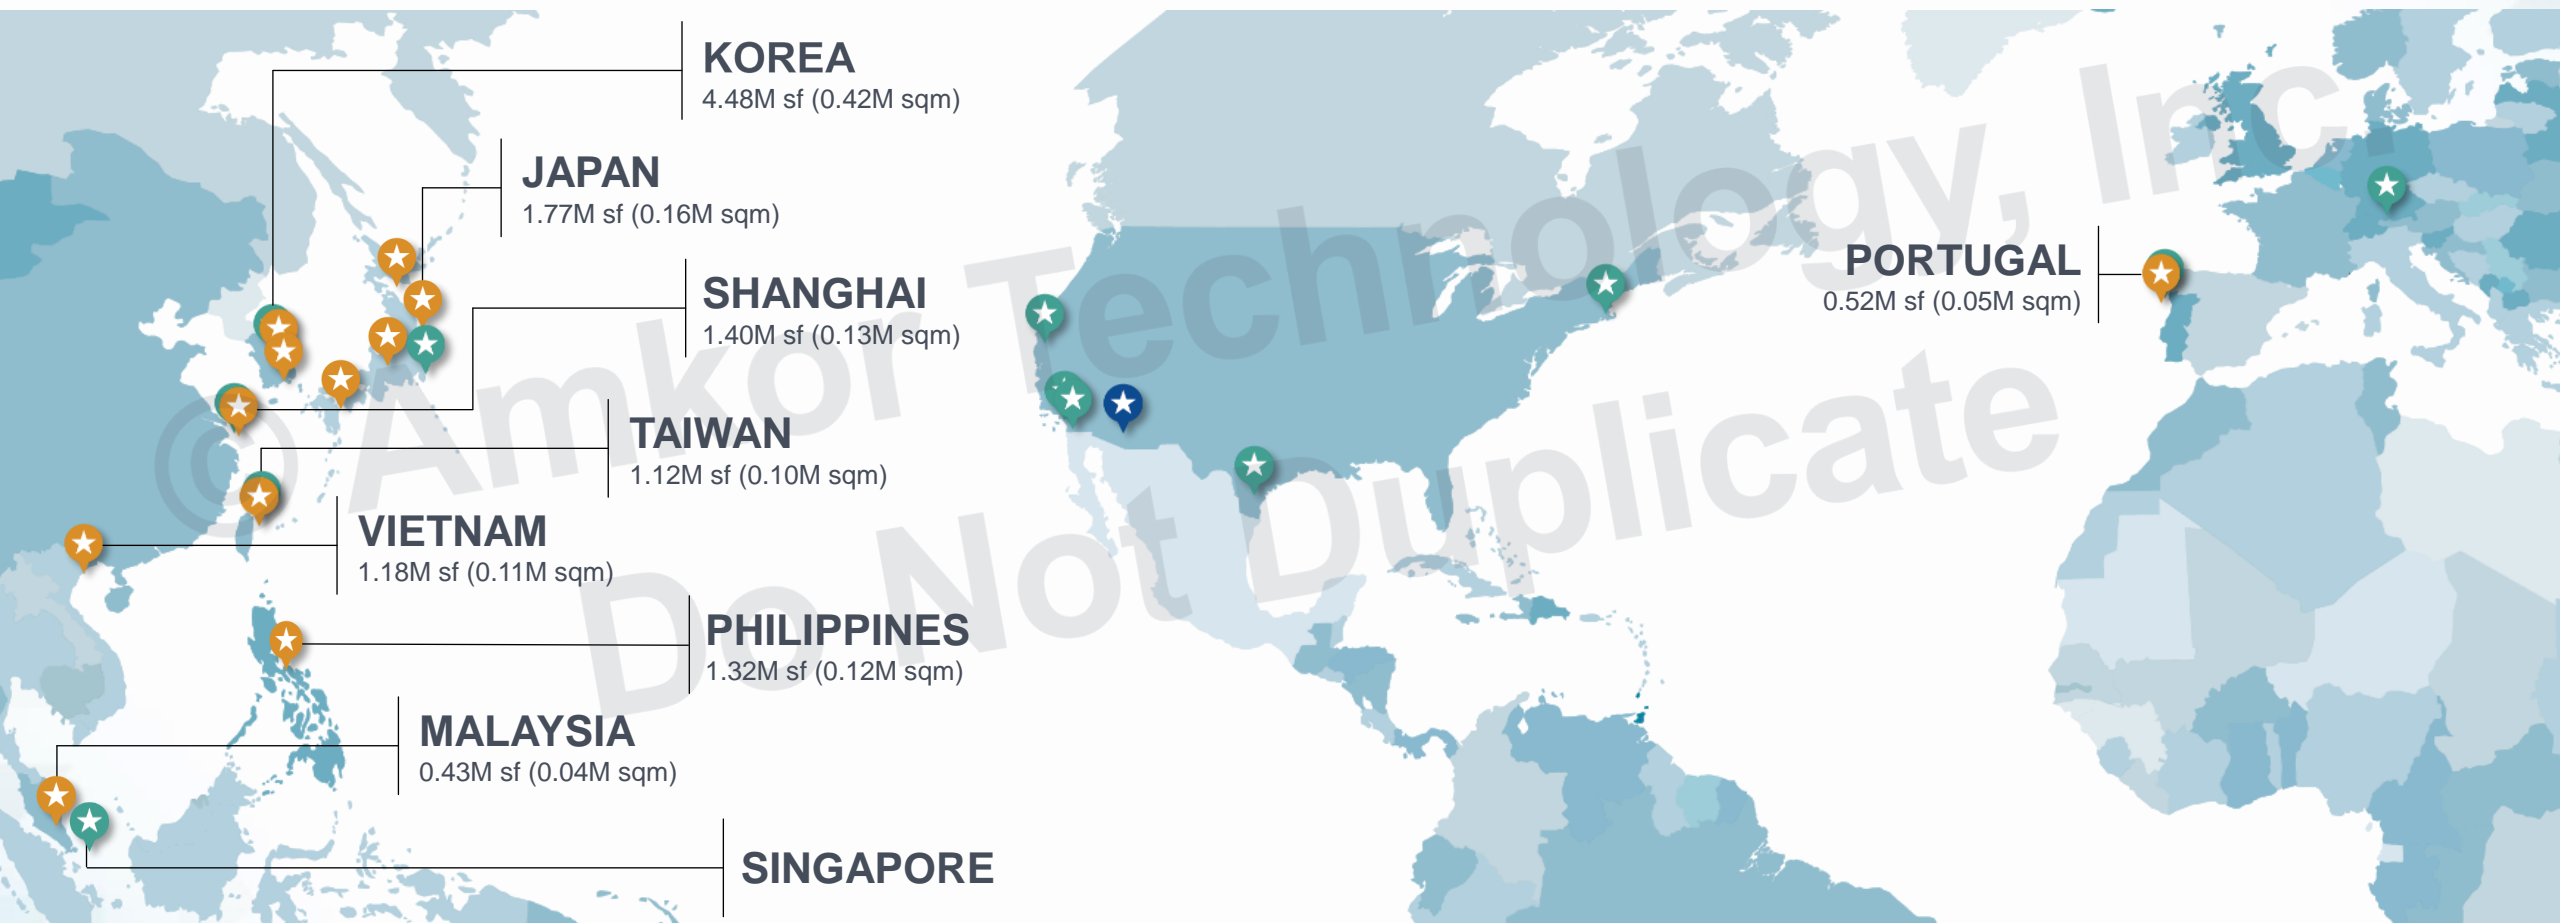 KOREA
4.48M sf (0.42M sqm)
JAPAN
1.77M sf (0.16M sqm)
SHANGHAI
1.40M sf (0.13M sqm)
TAIWAN
1.12M sf (0.10M sqm)
VIETNAM
1.18M sf (0.11M sqm)
PHILIPPINES
1.32M sf (0.12M sqm)
MALAYSIA
0.43M sf (0.04M sqm)
SINGAPORE
PORTUGAL
0.52M sf (0.05M sqm)
© Amkor Technology, Inc.
Do Not Duplicate